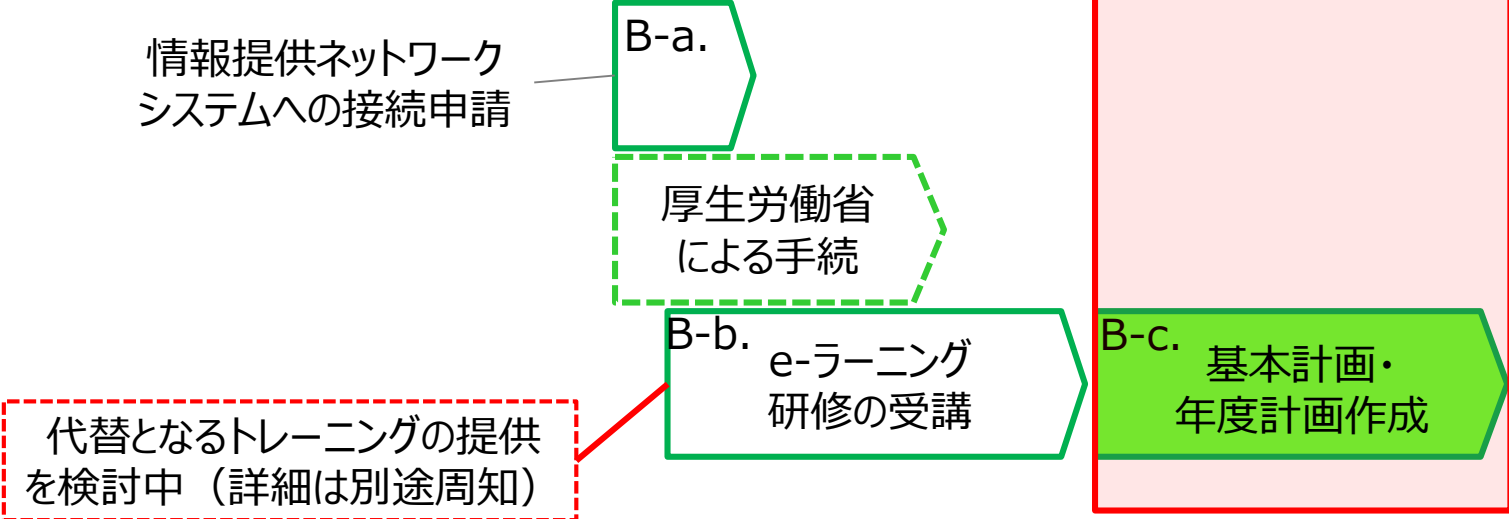 情報提供ネットワーク
システムへの接続申請
B-a.
厚生労働省
による手続
B-b.
e-ラーニング
研修の受講
代替となるトレーニングの提供
を検討中（詳細は別途周知）
B-c.
基本計画・
年度計画作成